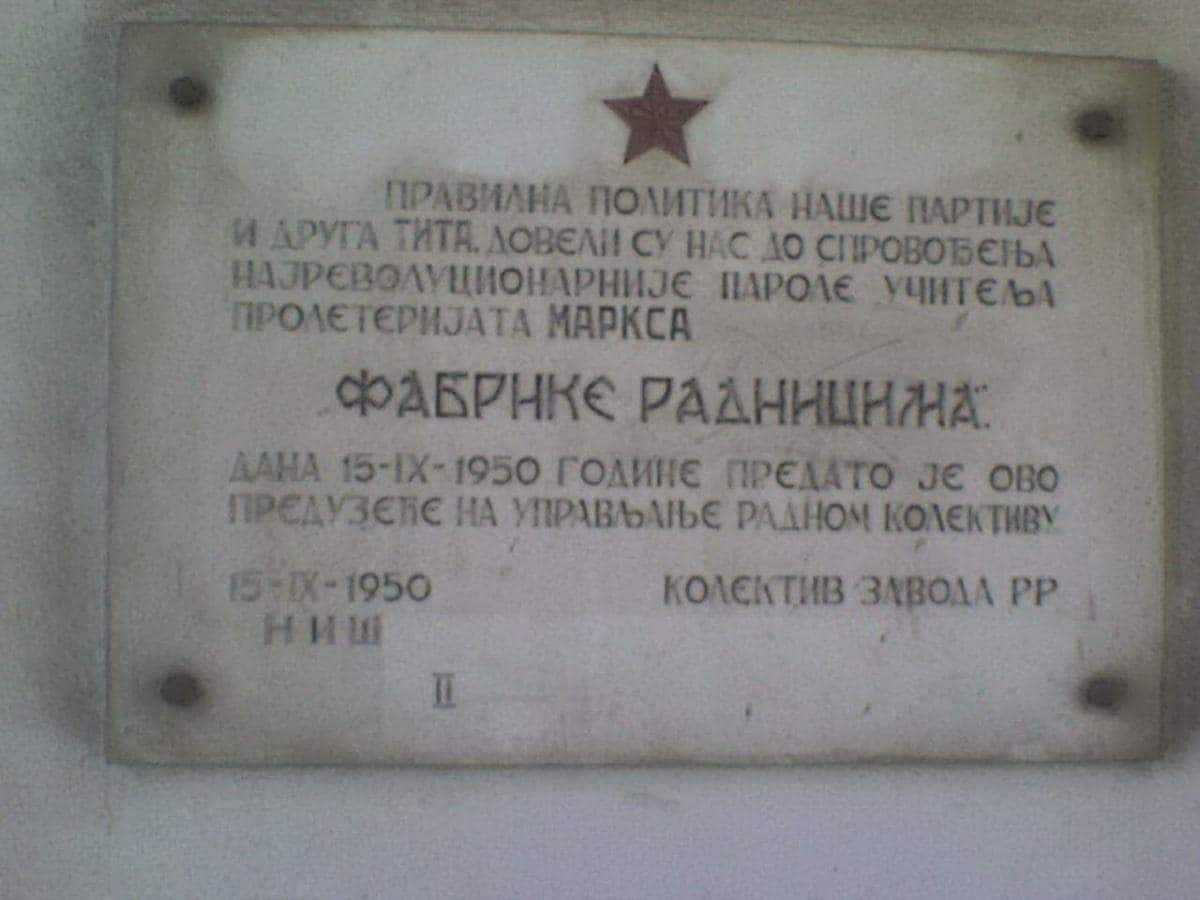 ПРАВИЛНА ПОЛИТИКА НАШЕ ПАРТИЈЕ
И ДРУГА ТИТА. ДОВЕЛИ СУ НАС ДО СПРОВОЂЕЊА
НАЈРЕВОЛУЦИОНАРНИЈЕ ПАРОЛЕ УЧИТЕЉА
ПРОЛЕТЕРИЈАТА МАРКСА
ФАБРИКЕ РАДНИЦИМА".
ДАНА 15-IX-1950 ГОДИНЕ ПРЕДАТО ЈЕ ОВО
ПРЕДУЗЕЋЕ НА УПРАВЉАЊЕ РАДНОМ КОЛЕКТИВУ
15-IX-1950 КОЛЕКТИВ ЗАВОДА РР
НИШ
II